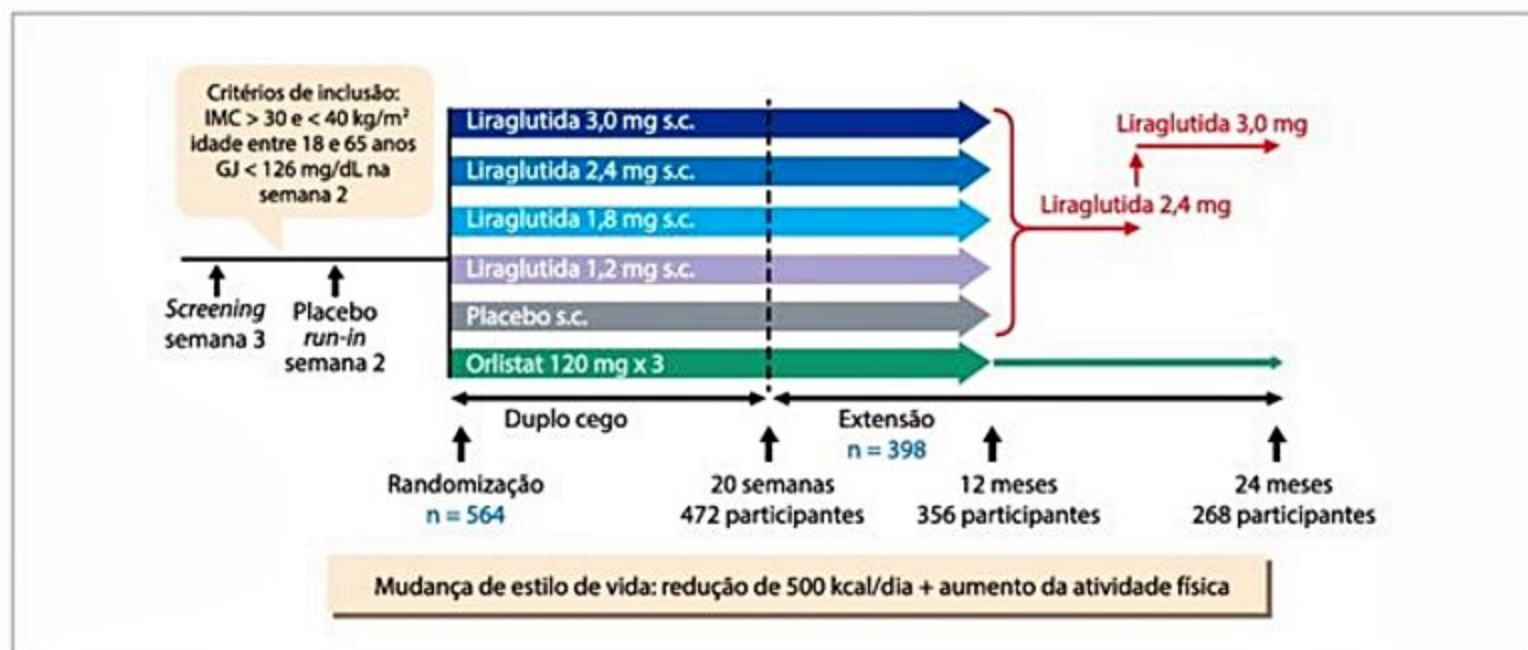 Critérios de inclusão:
IMC > 30 e < 40 kg/m²
idade entre 18 e 65 anos
GJ < 126 mg/dL na
semana 2
Screening
semana 3
Placebo
run-in
semana 2
Liraglutida 3,0 mg s.c.
Liraglutida 2,4 mg s.c.
Liraglutida 1,8 mg s.c.
Liraglutida 1,2 mg s.c.
Placebo s.c.
Orlistat 120 mg x 3
Liraglutida 3,0 mg
Liraglutida 2,4 mg
Duplo cego
Extensão
n = 398
Randomização
n = 564
20 semanas
472 participantes
12 meses
356 participantes
24 meses
268 participantes
Mudança de estilo de vida: redução de 500 kcal/dia + aumento da atividade física